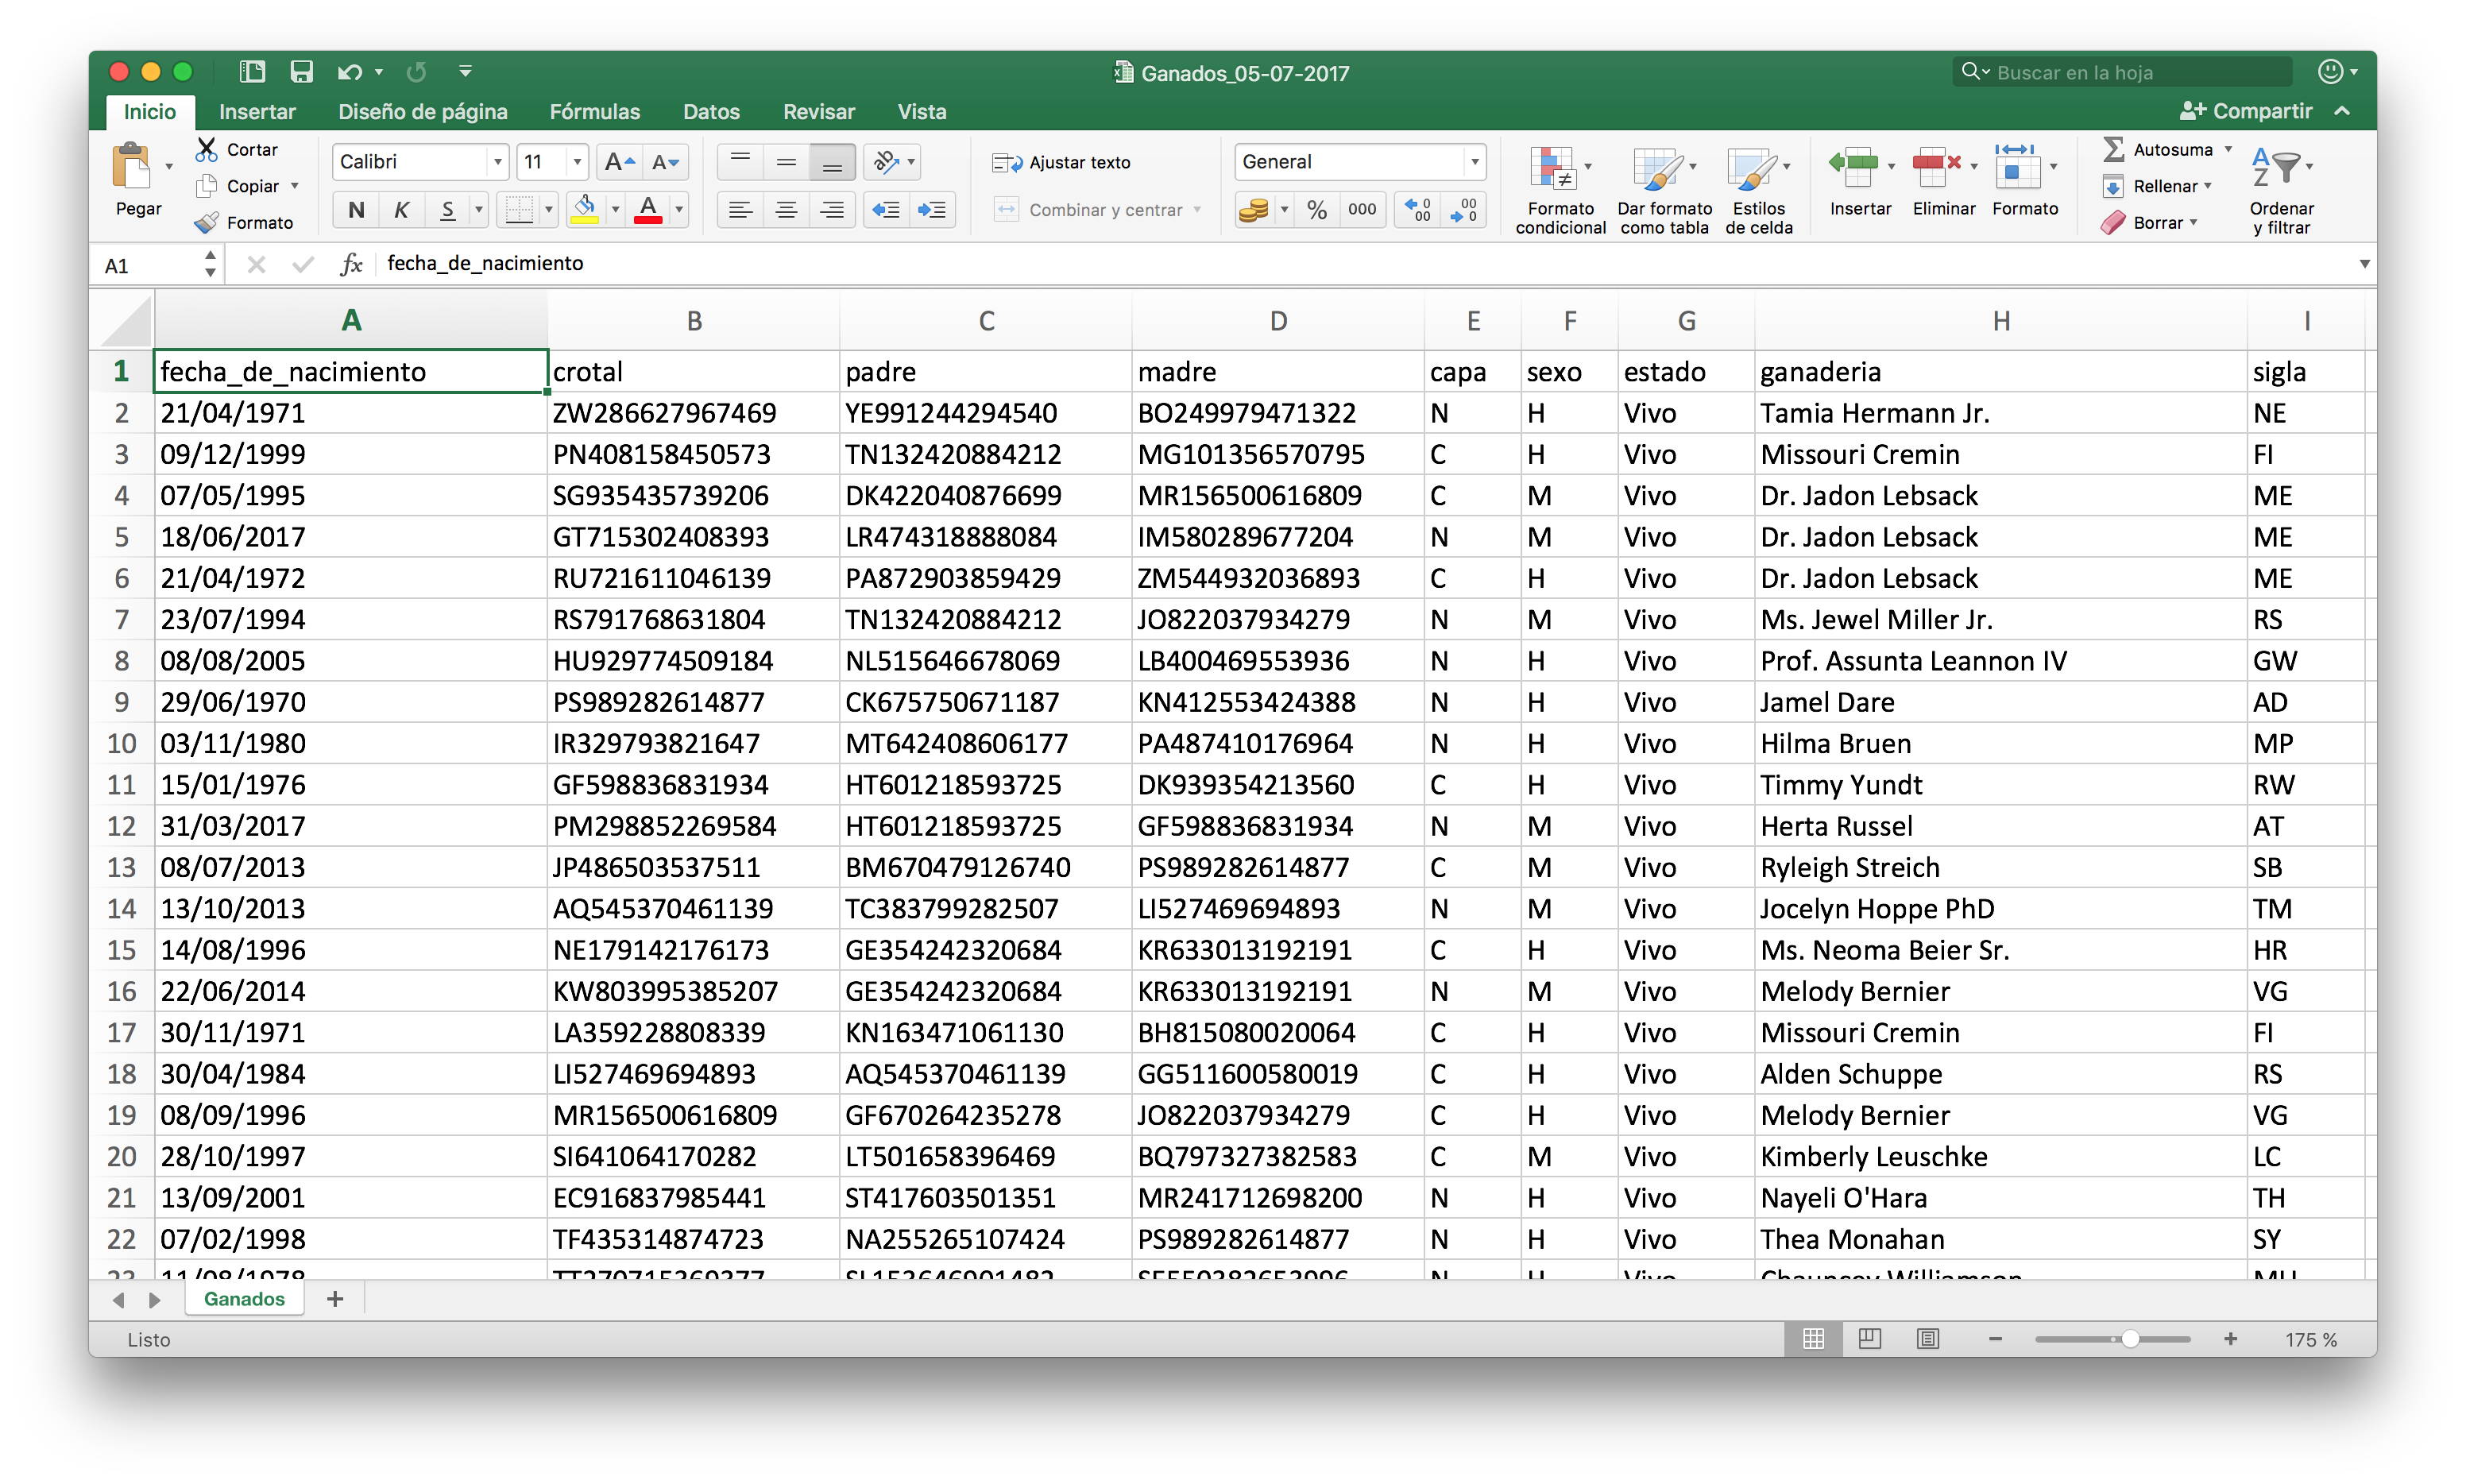 Ganados_05-07-2017
Buscar en la hoja
Inicio Insertar Diseño de página Fórmulas Datos Revisar Vista Compartir
Pegar Cortar Copiar Formato
Calibri 11
N K S
Ajustar texto
Combinar y centrar
General
% 000
Formato condicional
Dar formato como tabla
Estilos de celda
Insertar Eliminar Formato
Autosuma
Rellenar
Borrar
Ordenar y filtrar
A1 fx fecha_de_nacimiento
A B C D E F G H I
1 fecha_de_nacimiento crotal padre madre capa sexo estado ganaderia sigla
2 21/04/1971 ZW286627967469 YE991244294540 BO249979471322 N H Vivo Tamia Hermann Jr. NE
3 09/12/1999 PN408158450573 TN132420884212 MG101356570795 C H Vivo Missouri Cremin FI
4 07/05/1995 SG935435739206 DK422040876699 MR156500616809 C M Vivo Dr. Jadon Lebsack ME
5 18/06/2017 GT715302408393 LR474318888084 IM580289677204 N M Vivo Dr. Jadon Lebsack ME
6 21/04/1972 RU721611046139 PA872903859429 ZM544932036893 C H Vivo Dr. Jadon Lebsack ME
7 23/07/1994 RS791768631804 TN132420884212 JO822037934279 N M Vivo Ms. Jewel Miller Jr. RS
8 08/08/2005 HU929774509184 NL515646678069 LB400469553936 N H Vivo Prof. Assunta Leannon IV GW
9 29/06/1970 PS989282614877 CK675750671187 KN412553424388 N H Vivo Jamel Dare AD
10 03/11/1980 IR329793821647 MT642408606177 PA487410176964 N H Vivo Hilma Bruen MP
11 15/01/1976 GF598836831934 HT601218593725 DK939354213560 C H Vivo Timmy Yundt RW
12 31/03/2017 PM298852269584 HT601218593725 GF598836831934 N M Vivo Herta Russel AT
13 08/07/2013 JP486503537511 BM670479126740 PS989282614877 C M Vivo Ryleigh Streich SB
14 13/10/2013 AQ545370461139 TC383799282507 LI527469694893 N M Vivo Jocelyn Hoppe PhD TM
15 14/08/1996 NE179142176173 GE354242320684 KR633013192191 C H Vivo Ms. Neoma Beier Sr. HR
16 22/06/2014 KW803995385207 GE354242320684 KR633013192191 N M Vivo Melody Bernier VG
17 30/11/1971 LA359228808339 KN163471061130 BH815080020064 C H Vivo Missouri Cremin FI
18 30/04/1984 LI527469694893 AQ545370461139 GG511600580019 C H Vivo Alden Schuppe RS
19 08/09/1996 MR156500616809 GF670264235278 JO822037934279 C H Vivo Melody Bernier VG
20 28/10/1997 SI641064170282 LT501658396469 BQ797327382583 C M Vivo Kimberly Leuschke LC
21 13/09/2001 EC916837985441 ST417603501351 MR241712698200 N H Vivo Nayeli O'Hara TH
22 07/02/1998 TF435314874723 NA255265107424 PS989282614877 N H Vivo Thea Monahan SY
23 11/08/1978 N H Vivo Chauncey Williamson
Ganados +
Listo 175 %